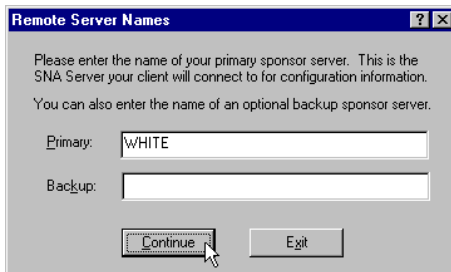 Remote Server Names
Please enter the name of your primary sponsor server. This is the
SNA Server your client will connect to for configuration information.
You can also enter the name of an optional backup sponsor server.
Primary: WHITE
Backup:
Continue Exit